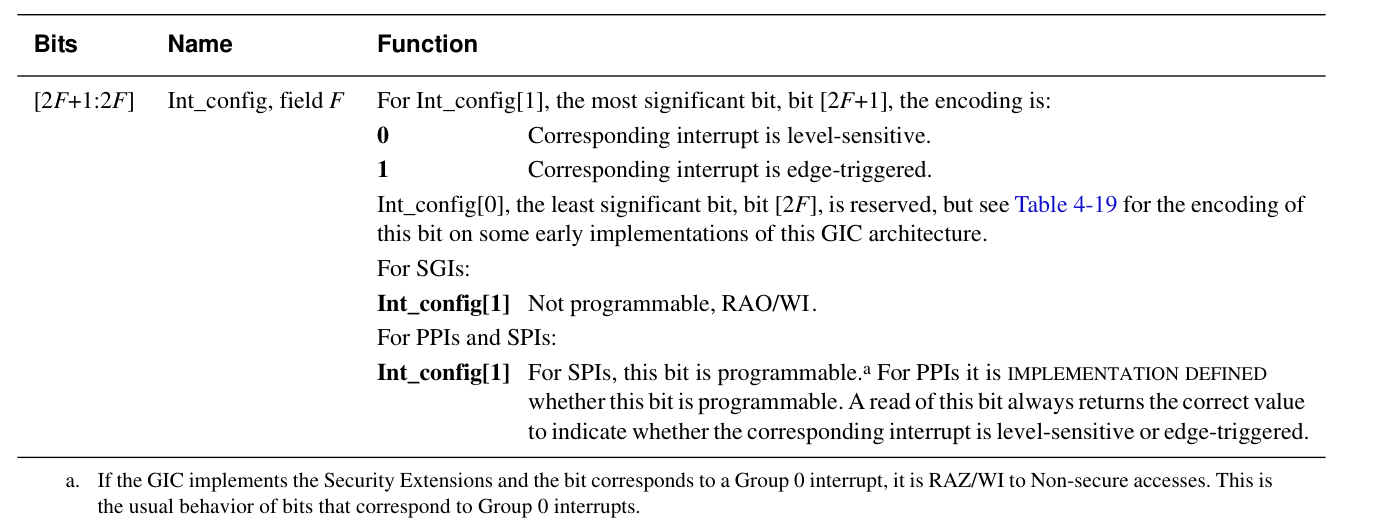 Bits Name Function
[2F+1:2F] Int_config, field F For Int_config[1], the most significant bit, bit [2F+1], the encoding is:
0 Corresponding interrupt is level-sensitive.
1 Corresponding interrupt is edge-triggered.
Int_config[0], the least significant bit, bit [2F], is reserved, but see Table 4-19 for the encoding of
this bit on some early implementations of this GIC architecture.
For SGIs:
Int_config[1] Not programmable, RAO/WI.
For PPIs and SPIs:
Int_config[1] For SPIs, this bit is programmable.a For PPIs it is IMPLEMENTATION DEFINED
whether this bit is programmable. A read of this bit always returns the correct value
to indicate whether the corresponding interrupt is level-sensitive or edge-triggered.
a. If the GIC implements the Security Extensions and the bit corresponds to a Group 0 interrupt, it is RAZ/WI to Non-secure accesses. This is
the usual behavior of bits that correspond to Group 0 interrupts.